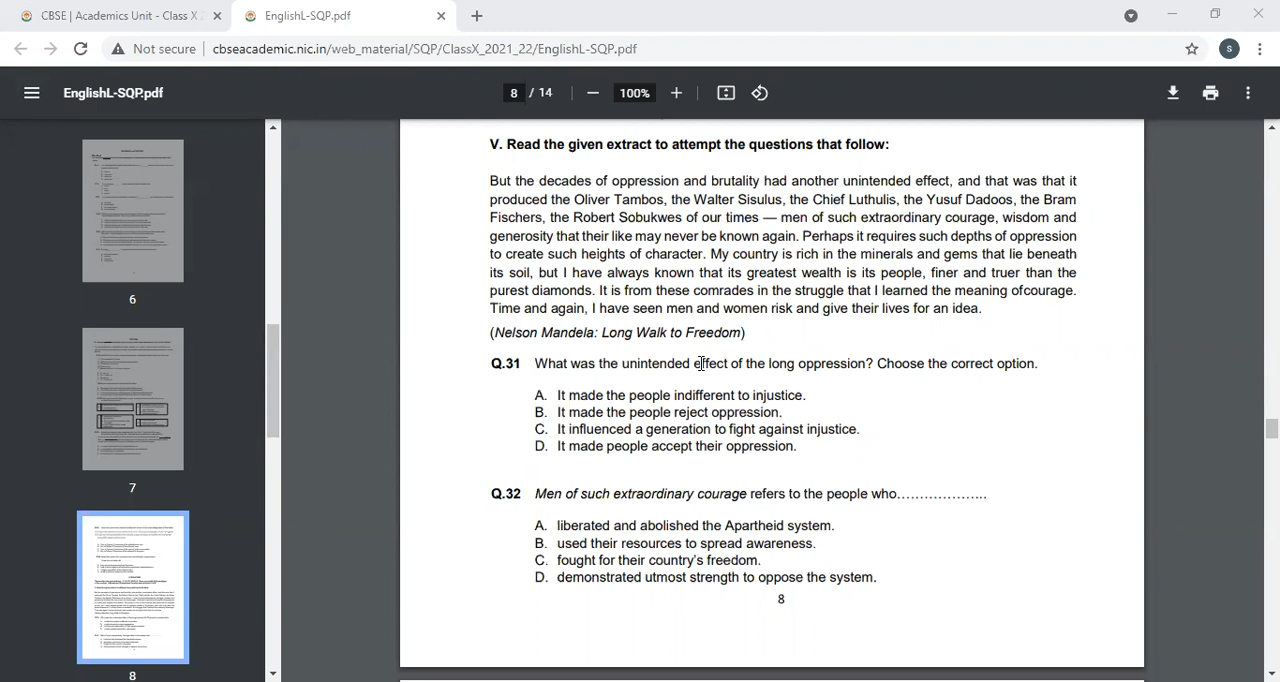 CBSE | Academics Unit - Class X 2
EnglishL-SQP.pdf
Not secure
cbseacademic.nic.in/web_material/SQP/ClassX_2021_22/EnglishL-SQP.pdf
S
EnglishL-SQP.pdf
8 / 14
100%
6
7
8
V. Read the given extract to attempt the questions that follow:
But the decades of oppression and brutality had another unintended effect, and that was that it
produced the Oliver Tambos, the Walter Sisulus, the Chief Luthulis, the Yusuf Dadoos, the Bram
Fischers, the Robert Sobukwes of our times — men of such extraordinary courage, wisdom and
generosity that their like may never be known again. Perhaps it requires such depths of oppression
to create such heights of character. My country is rich in the minerals and gems that lie beneath
its soil, but I have always known that its greatest wealth is its people, finer and truer than the
purest diamonds. It is from these comrades in the struggle that I learned the meaning ofcourage.
Time and again, I have seen men and women risk and give their lives for an idea.
(Nelson Mandela: Long Walk to Freedom)
Q.31 What was the unintended effect of the long oppression? Choose the correct option.
A. It made the people indifferent to injustice.
B. It made the people reject oppression.
C. It influenced a generation to fight against injustice.
D. It made people accept their oppression.
Q.32 Men of such extraordinary courage refers to the people who………………..
A. liberated and abolished the Apartheid system.
B. used their resources to spread awareness.
C. fought for their country's freedom.
D. demonstrated utmost strength to oppose the system.
8